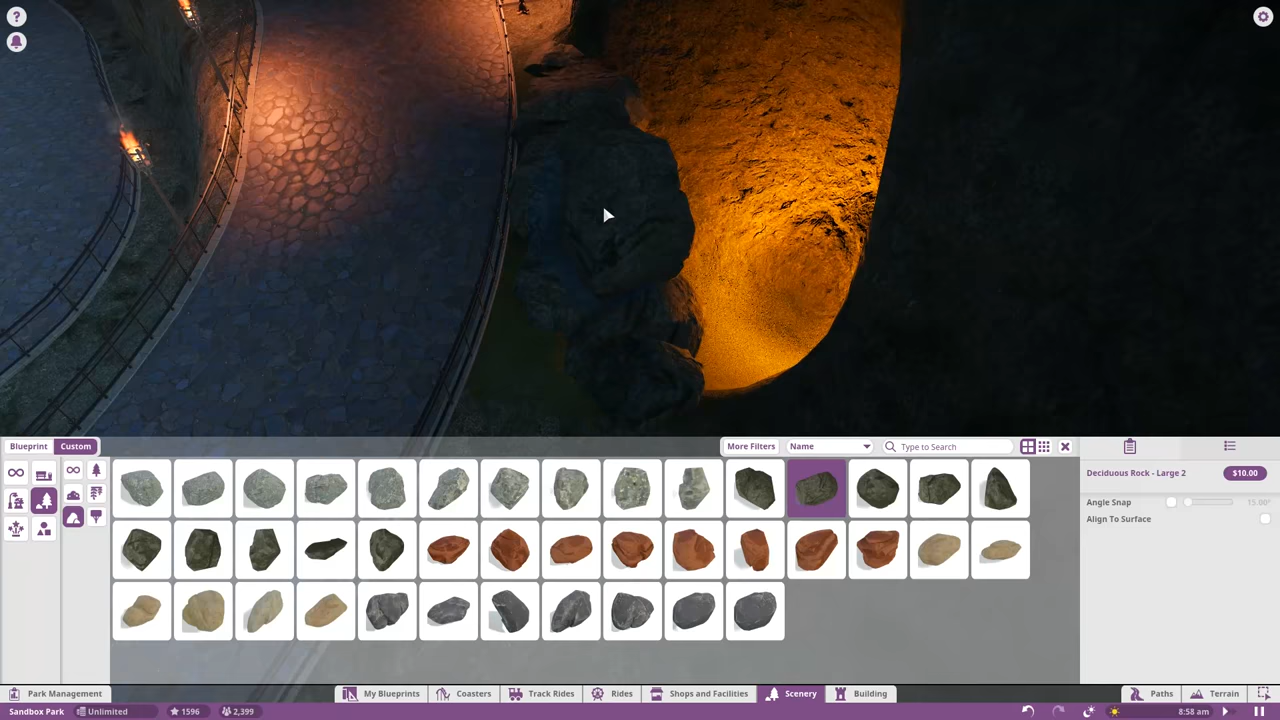 ?
Blueprint Custom More Filters Name Type to Search
Deciduous Rock - Large 2 $10.00
Angle Snap 15.00°
Align To Surface
Park Management My Blueprints Coasters Track Rides Rides Shops and Facilities Scenery Building Paths Terrain
Sandbox Park Unlimited 1596 2,399 8:58 am